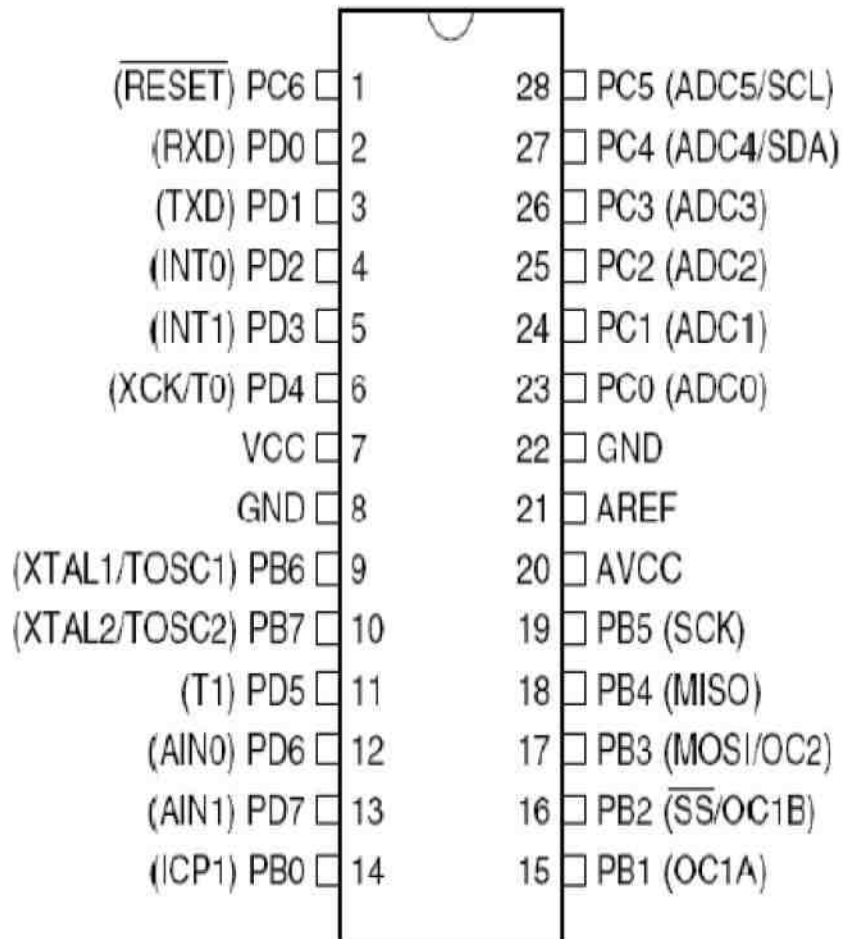 (RESET) PC6 1 28 PC5 (ADC5/SCL)
(RXD) PD0 2 27 PC4 (ADC4/SDA)
(TXD) PD1 3 26 PC3 (ADC3)
(INT0) PD2 4 25 PC2 (ADC2)
(INT1) PD3 5 24 PC1 (ADC1)
(XCK/T0) PD4 6 23 PC0 (ADC0)
VCC 7 22 GND
GND 8 21 AREF
(XTAL1/TOSC1) PB6 9 20 AVCC
(XTAL2/TOSC2) PB7 10 19 PB5 (SCK)
(T1) PD5 11 18 PB4 (MISO)
(AIN0) PD6 12 17 PB3 (MOSI/OC2)
(AIN1) PD7 13 16 PB2 (SS/OC1B)
(ICP1) PB0 14 15 PB1 (OC1A)